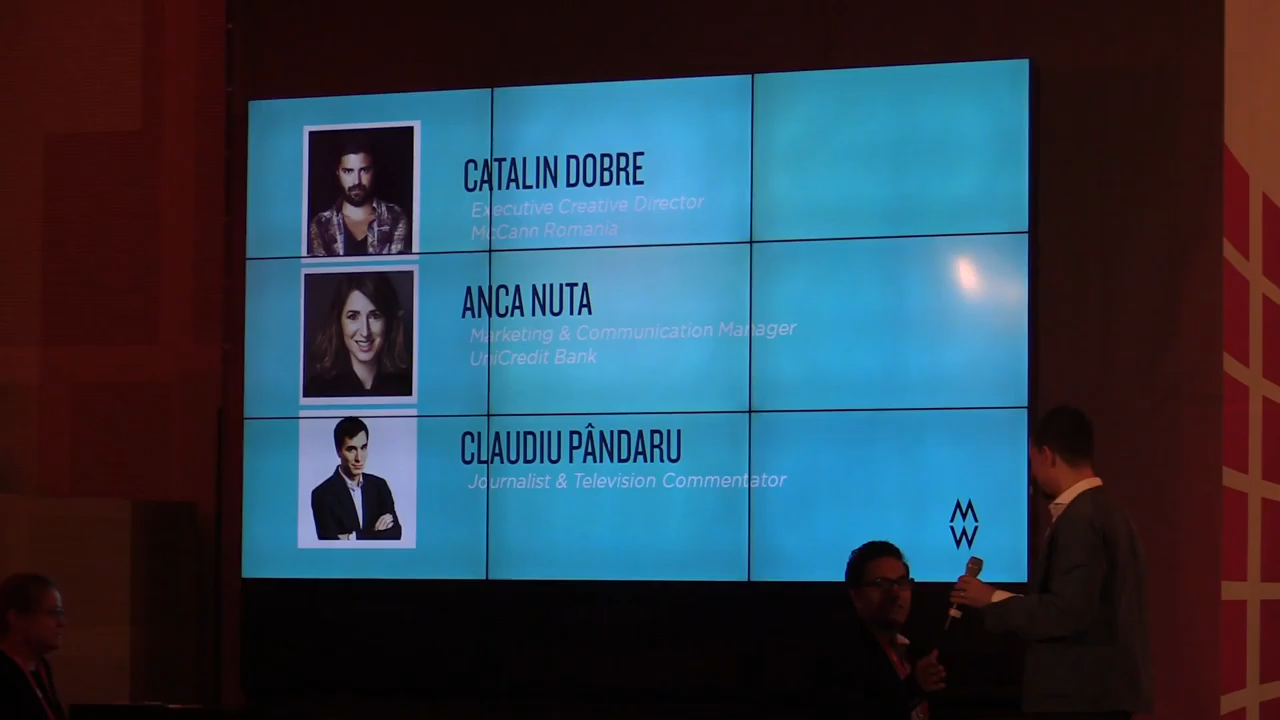 CATALIN DOBRE
Executive Creative Director
McCann Romania
ANCA NUTA
Marketing & Communication Manager
UniCredit Bank
CLAUDIU PÂNDARU
Journalist & Television Commentator
M
W